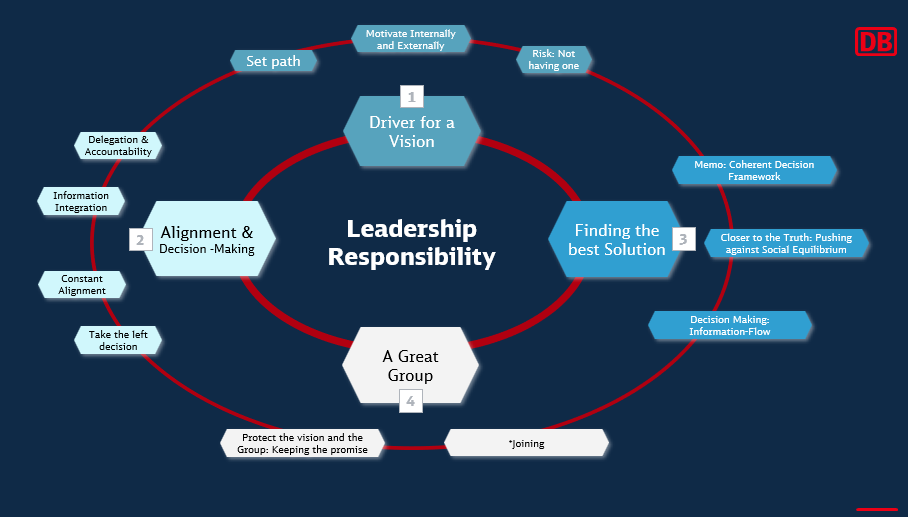 Motivate Internally
and Externally
Set path
Risk: Not
having one
DB
1
Driver for a
Vision
Delegation &
Accountability
Information
Integration
Constant
Alignment
Take the left
decision
2
Alignment &
Decision -Making
Leadership
Responsibility
Finding the
best Solution
3
Memo: Coherent Decision
Framework
Closer to the Truth: Pushing
against Social Equilibrium
Decision Making:
Information-Flow
A Great
Group
4
Protect the vision and the
Group: Keeping the promise
*Joining